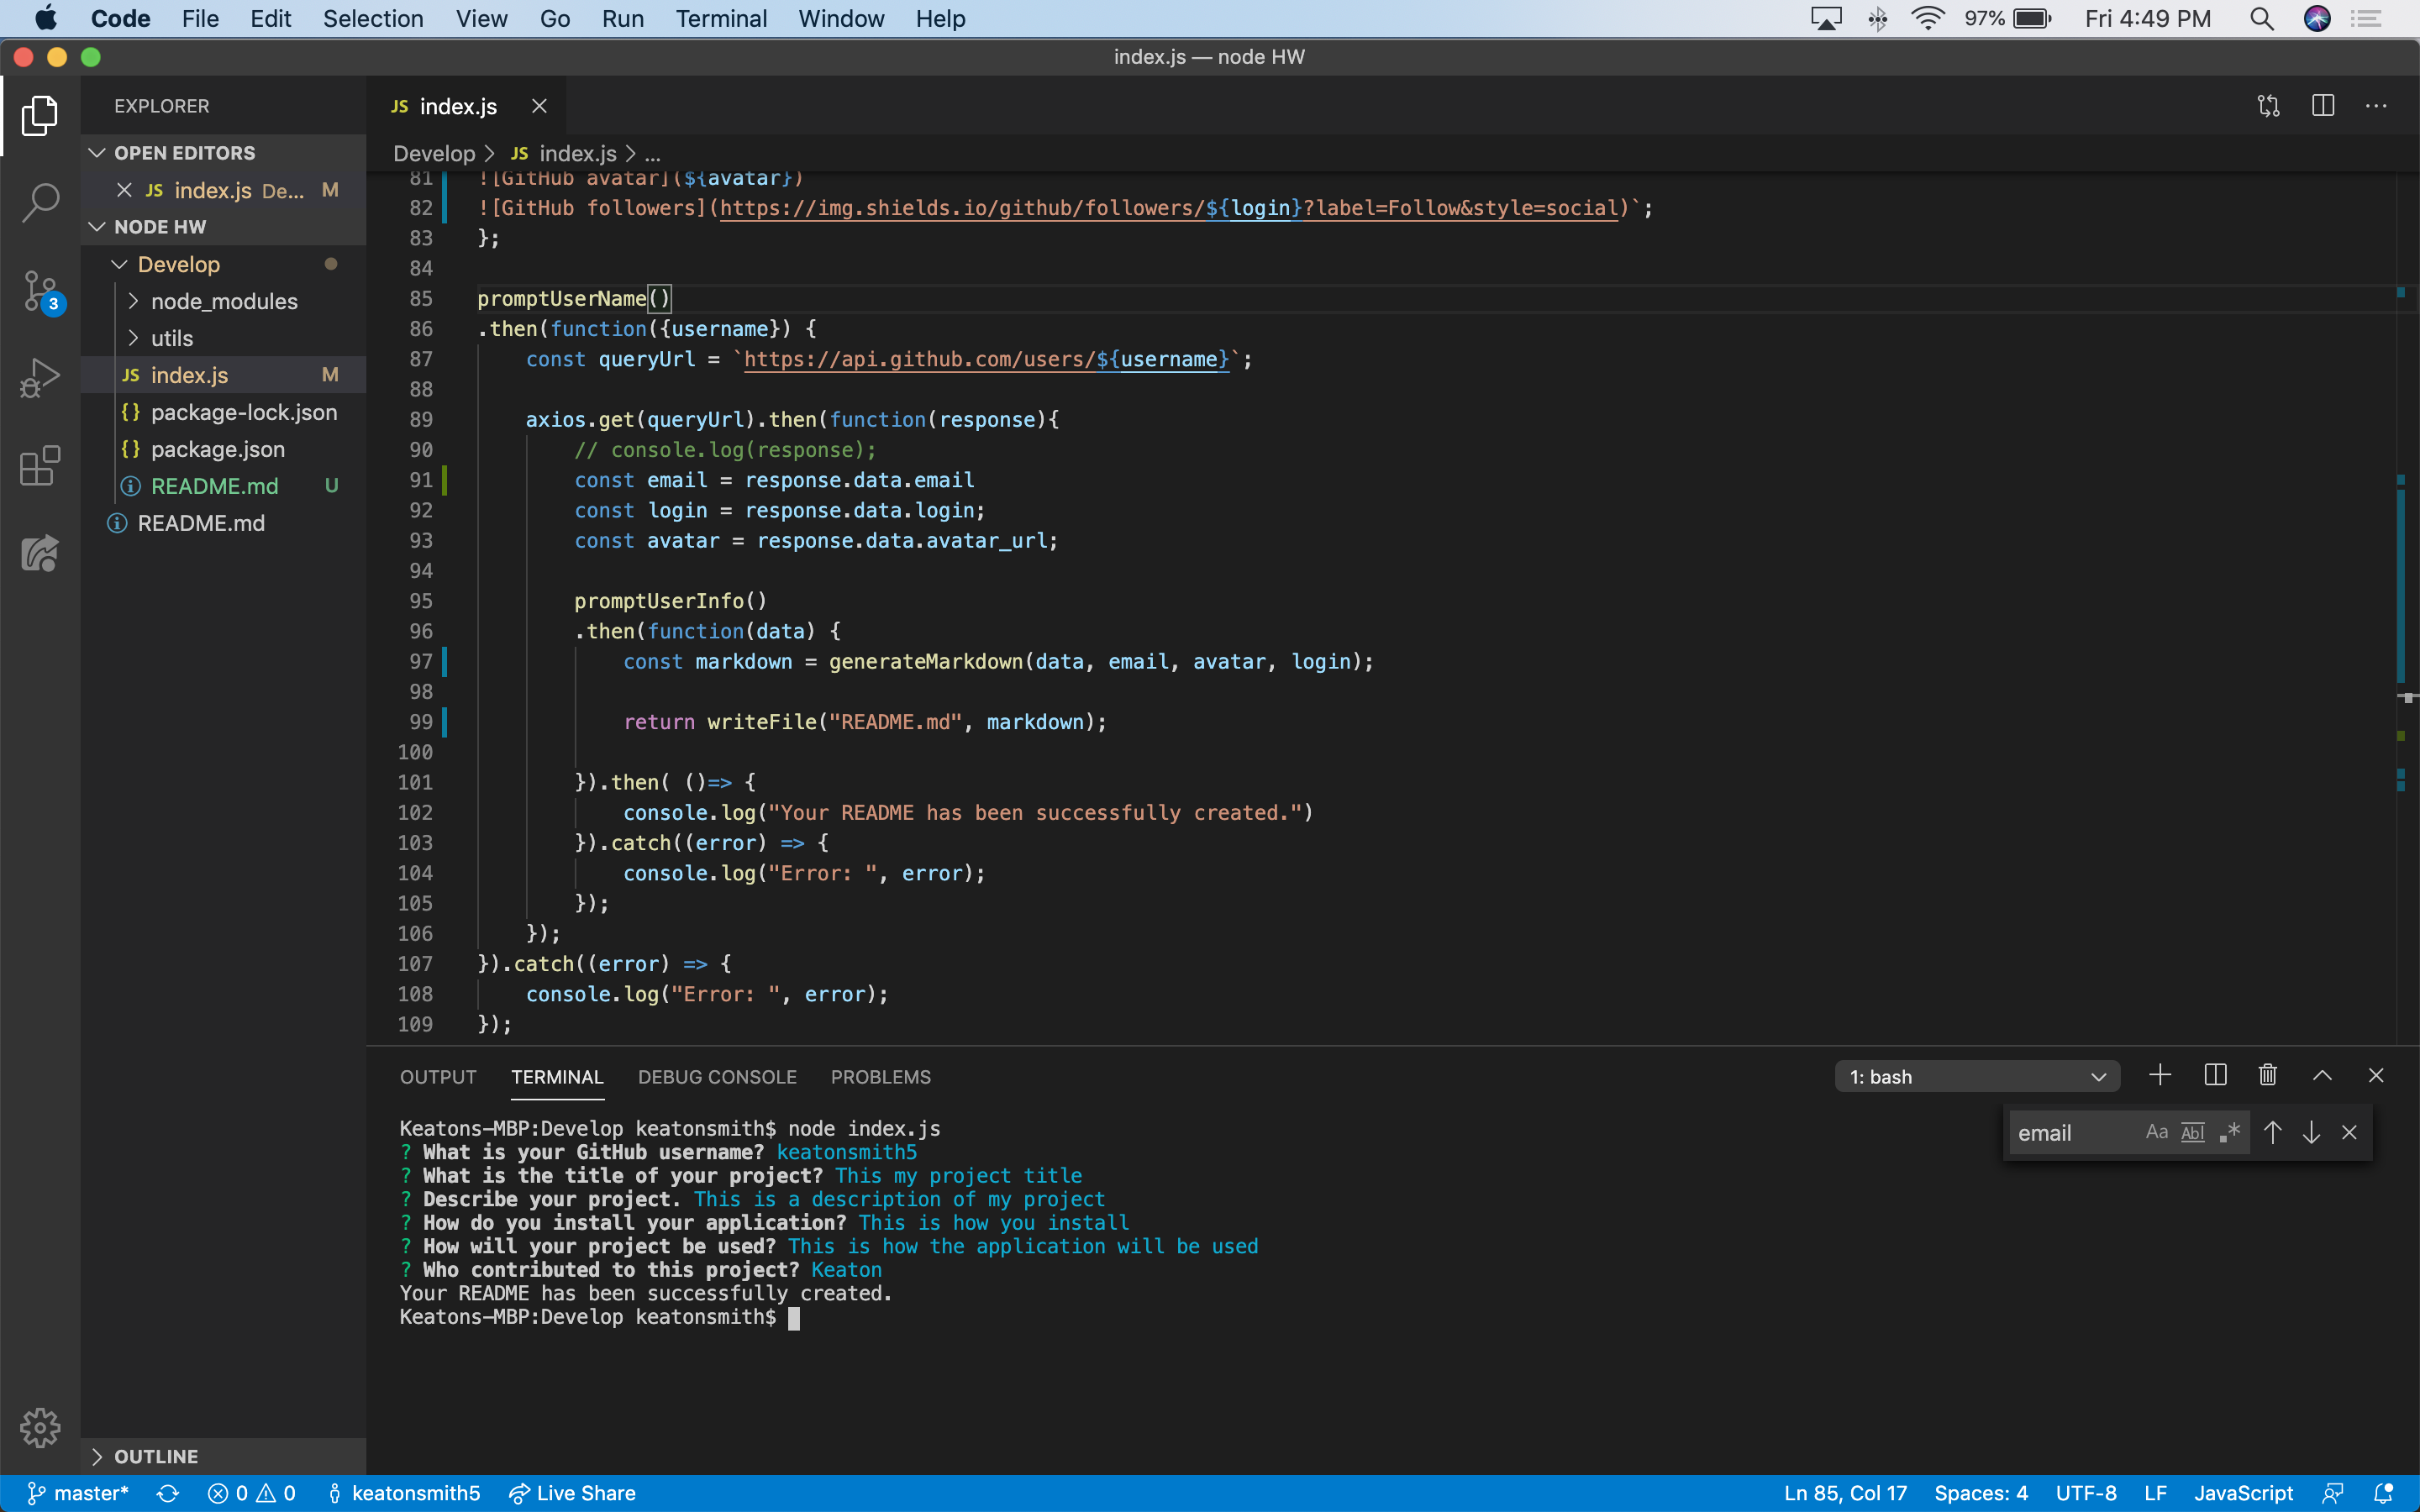 Code File Edit Selection View Go Run Terminal Window Help 97% Fri 4:49 PM
index.js — node HW
EXPLORER
OPEN EDITORS
JS index.js De... M
NODE HW
Develop
node_modules
utils
JS index.js M
{} package-lock.json
{} package.json
README.md U
README.md
OUTLINE
3
JS index.js
Develop > JS index.js > ...
81 ![GitHub avatar](${avatar})
82 ![GitHub followers](https://img.shields.io/github/followers/${login}?label=Follow&style=social)`;
83 };
84
85 promptUserName()
86 .then(function({username}) {
87 const queryUrl = `https://api.github.com/users/${username}`;
88
89 axios.get(queryUrl).then(function(response){
90 // console.log(response);
91 const email = response.data.email
92 const login = response.data.login;
93 const avatar = response.data.avatar_url;
94
95 promptUserInfo()
96 .then(function(data) {
97 const markdown = generateMarkdown(data, email, avatar, login);
98
99 return writeFile("README.md", markdown);
100
101 }).then( ()=> {
102 console.log("Your README has been successfully created.")
103 }).catch((error) => {
104 console.log("Error: ", error);
105 });
106 });
107 }).catch((error) => {
108 console.log("Error: ", error);
109 });
OUTPUT TERMINAL DEBUG CONSOLE PROBLEMS 1: bash
email Aa Abl .*
Keatons-MBP:Develop keatonsmith$ node index.js
? What is your GitHub username? keatonsmith5
? What is the title of your project? This my project title
? Describe your project. This is a description of my project
? How do you install your application? This is how you install
? How will your project be used? This is how the application will be used
? Who contributed to this project? Keaton
Your README has been successfully created.
Keatons-MBP:Develop keatonsmith$
master* 0 0 keatonsmith5 Live Share Ln 85, Col 17 Spaces: 4 UTF-8 LF JavaScript